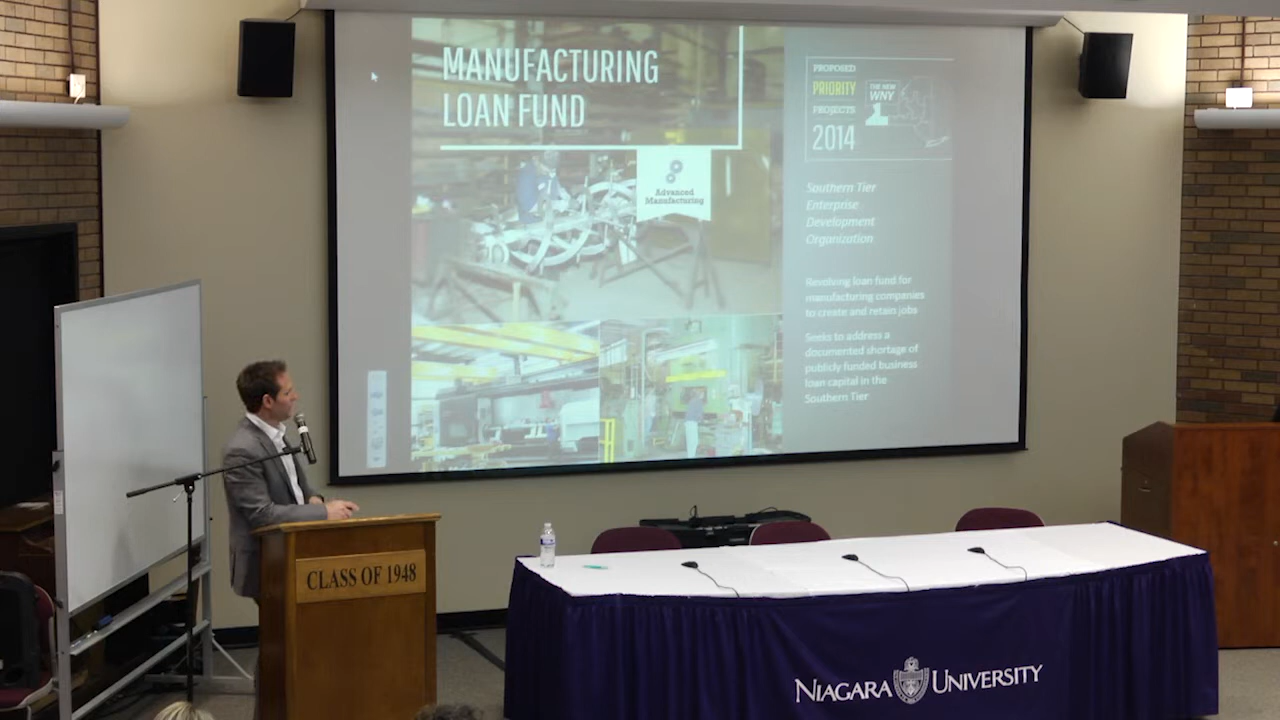 MANUFACTURING
LOAN FUND
Advanced
Manufacturing
PROPOSED
PRIORITY
PROJECTS
2014
THE NEW
WNY
Southern Tier
Enterprise
Development
Organization
Revolving loan fund for
manufacturing companies
to create and retain jobs
Seeks to address a
documented shortage of
publicly funded business
loan capital in the
Southern Tier
CLASS OF 1948
NIAGARA UNIVERSITY